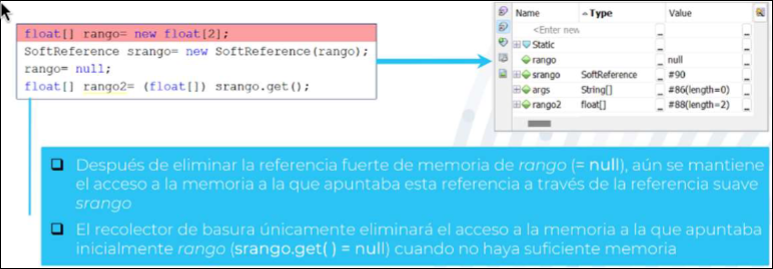 float[] rango= new float[2];
SoftReference srango= new SoftReference(rango);
rango= null;
float[] rango2= (float[]) srango.get();
Name Type Value
<Enter new
Static
rango null
srango SoftReference #90
args String[] #86(length=0)
rango2 float[] #88(length=2)
Después de eliminar la referencia fuerte de memoria de rango (= null), aún se mantiene
el acceso a la memoria a la que apuntaba esta referencia a través de la referencia suave
srango
El recolector de basura únicamente eliminará el acceso a la memoria a la que apuntaba
inicialmente rango (srango.get( ) = null) cuando no haya suficiente memoria